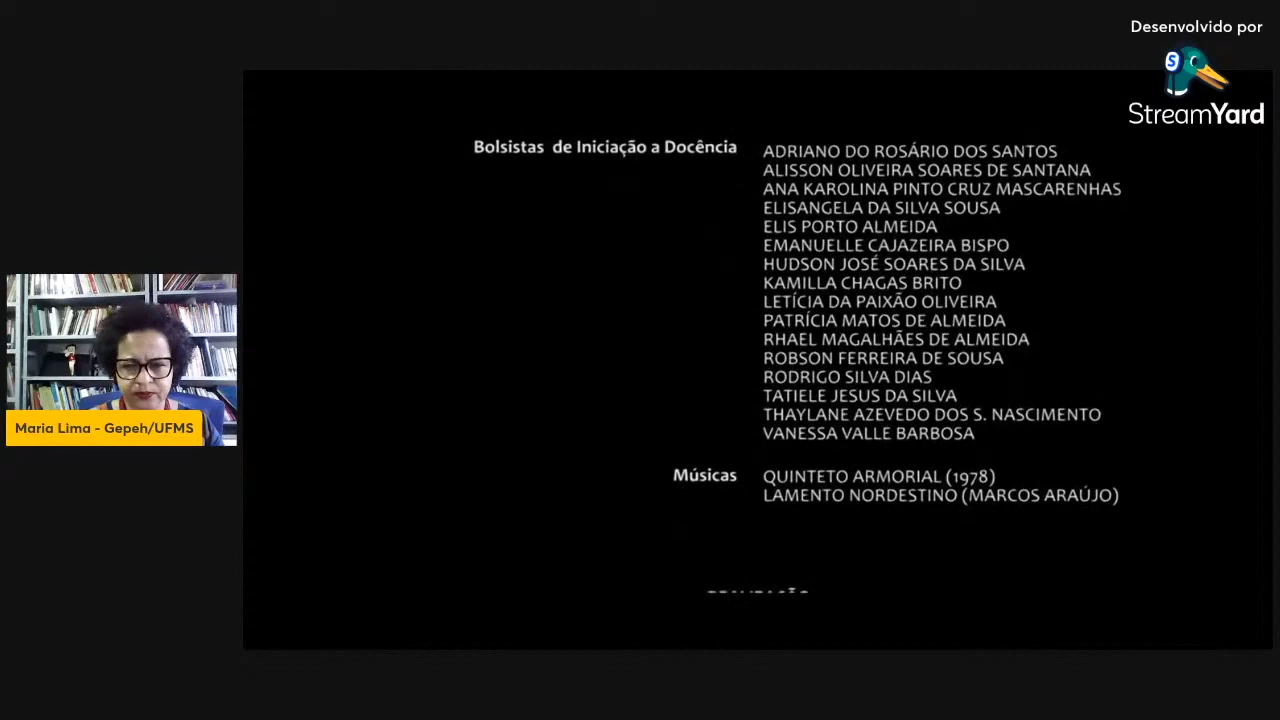 Desenvolvido por
StreamYard
Bolsistas de Iniciação a Docência
ADRIANO DO ROSÁRIO DOS SANTOS
ALISSON OLIVEIRA SOARES DE SANTANA
ANA KAROLINA PINTO CRUZ MASCARENHAS
ELISANGELA DA SILVA SOUSA
ELIS PORTO ALMEIDA
EMANUELLE CAJAZEIRA BISPO
HUDSON JOSÉ SOARES DA SILVA
KAMILLA CHAGAS BRITO
LETÍCIA DA PAIXÃO OLIVEIRA
PATRÍCIA MATOS DE ALMEIDA
RHAEL MAGALHÃES DE ALMEIDA
ROBSON FERREIRA DE SOUSA
RODRIGO SILVA DIAS
TATIELE JESUS DA SILVA
THAYLANE AZEVEDO DOS S. NASCIMENTO
VANESSA VALLE BARBOSA
Músicas
QUINTETO ARMORIAL (1978)
LAMENTO NORDESTINO (MARCOS ARAÚJO)
Maria Lima - Gepeh/UFMS